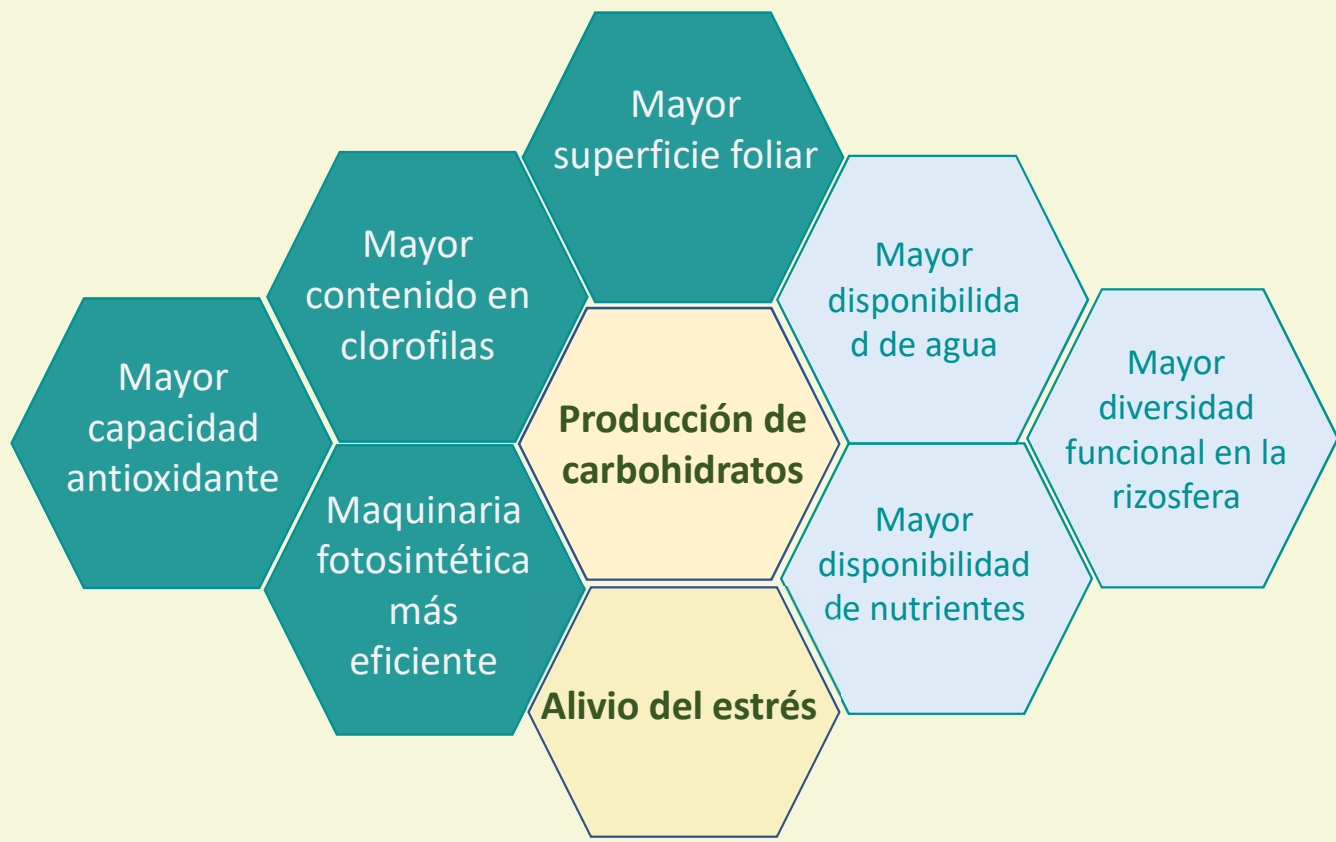 Mayor
superficie foliar
Mayor
contenido en
clorofilas
Mayor
disponibilida
d de agua
Mayor
capacidad
antioxidante
Producción de
carbohidratos
Mayor
diversidad
funcional en la
rizosfera
Maquinaria
fotosintética
más
eficiente
Mayor
disponibilidad
de nutrientes
Alivio del estrés